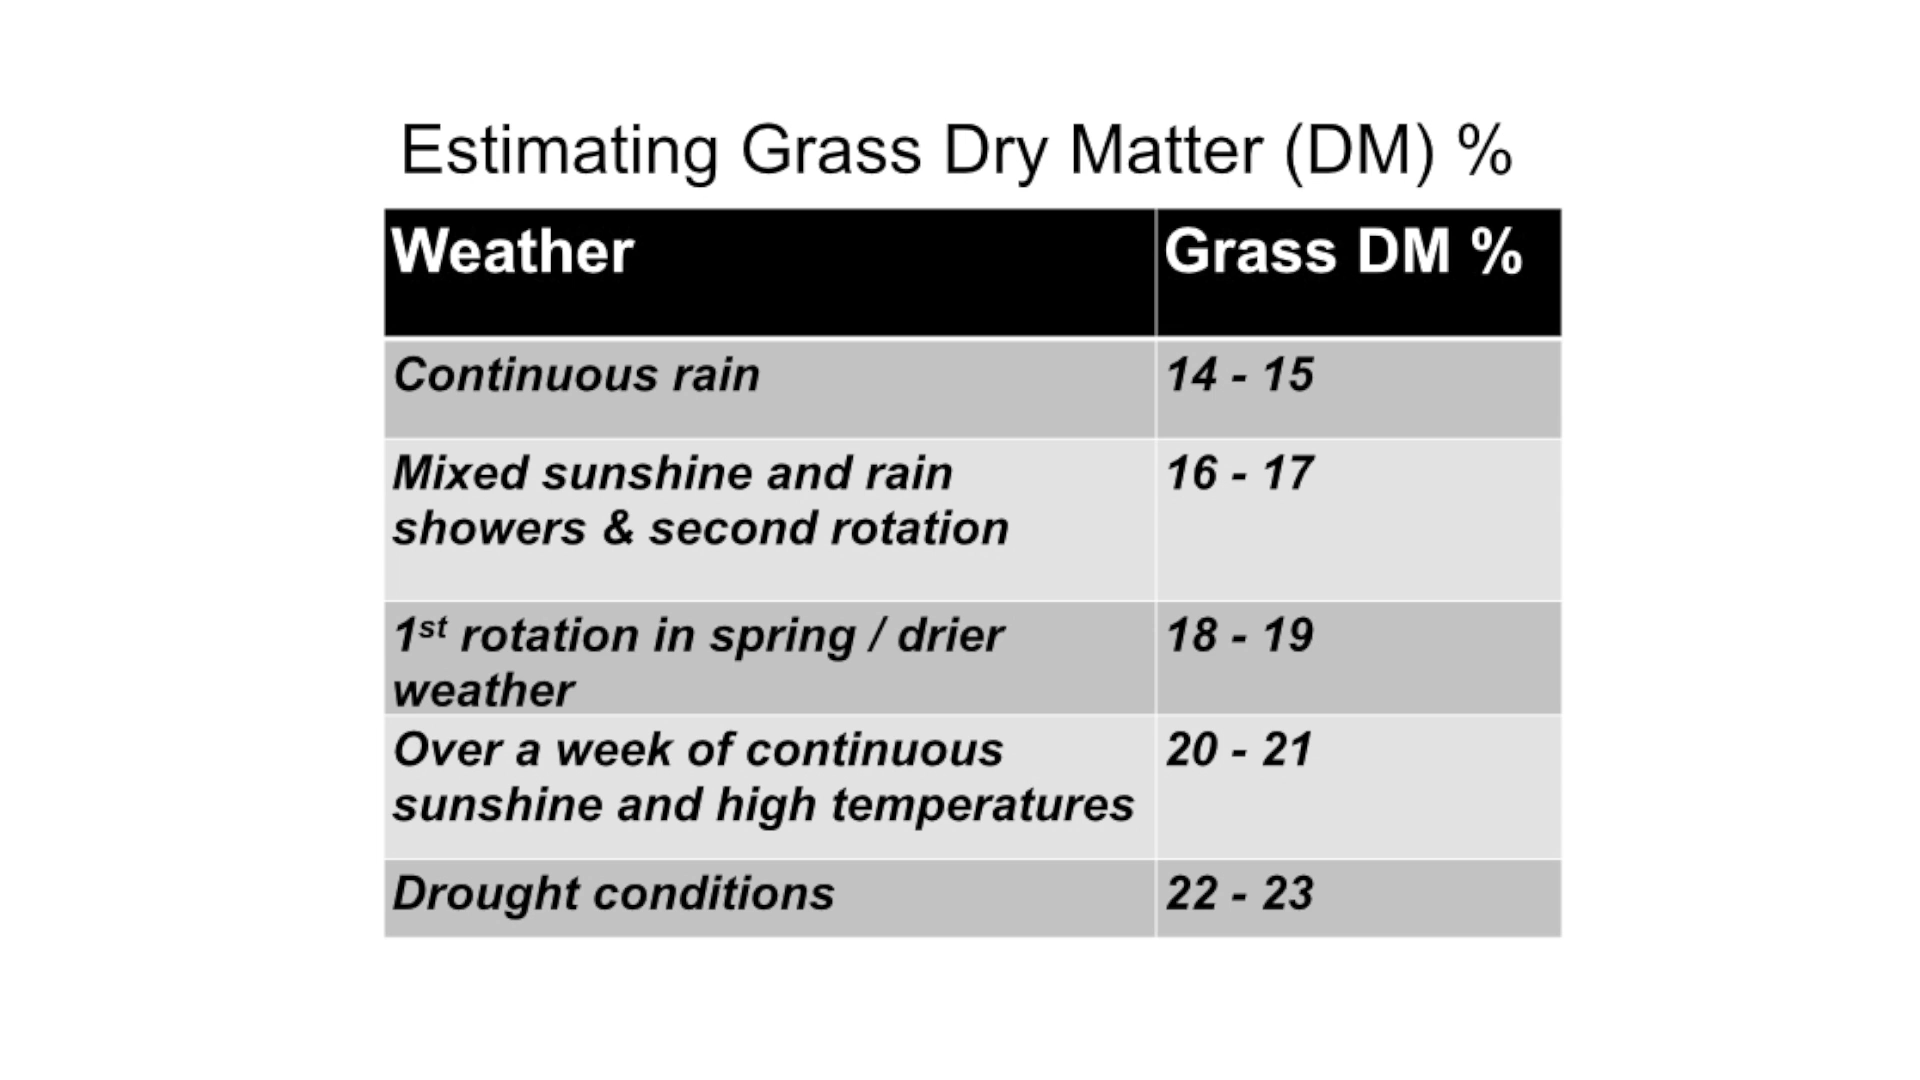 Estimating Grass Dry Matter (DM) %
Weather
Grass DM %
Continuous rain
14 - 15
Mixed sunshine and rain
showers & second rotation
16 - 17
1st rotation in spring / drier
weather
18 - 19
Over a week of continuous
sunshine and high temperatures
20 - 21
Drought conditions
22 - 23